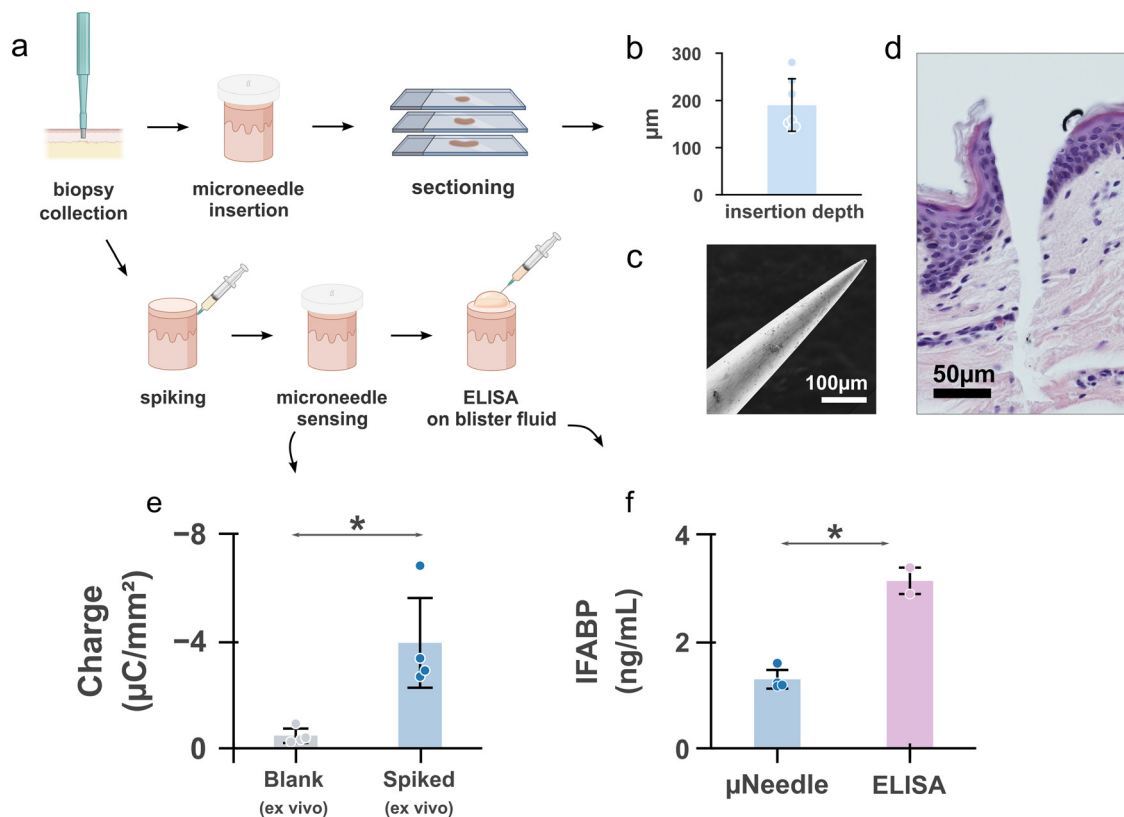 a
biopsy
collection
microneedle
insertion
sectioning
spiking
microneedle
sensing
ELISA
on blister fluid
b
300
200
100
0
µm
insertion depth
c
100µm
d
50µm
e
−8
−4
0
Charge
(µC/mm²)
*
Blank
(ex vivo)
Spiked
(ex vivo)
f
4
2
0
IFABP
(ng/mL)
*
µNeedle
ELISA